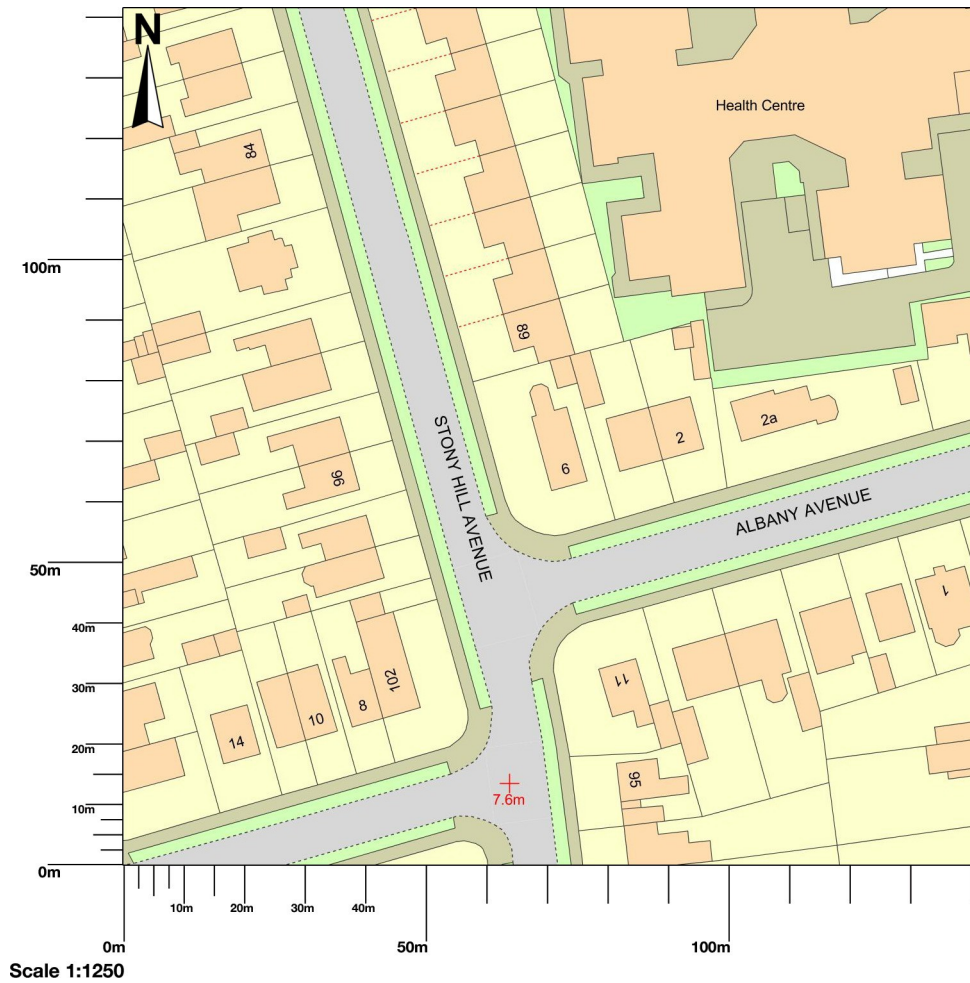 N
Health Centre
84
100m
68
2a
2
6
96
STONY HILL AVENUE
ALBANY AVENUE
50m
1
40m
11
102
30m
8
10
14
20m
95
7.6m
10m
0m
10m 20m 30m 40m
0m 50m 100m
Scale 1:1250